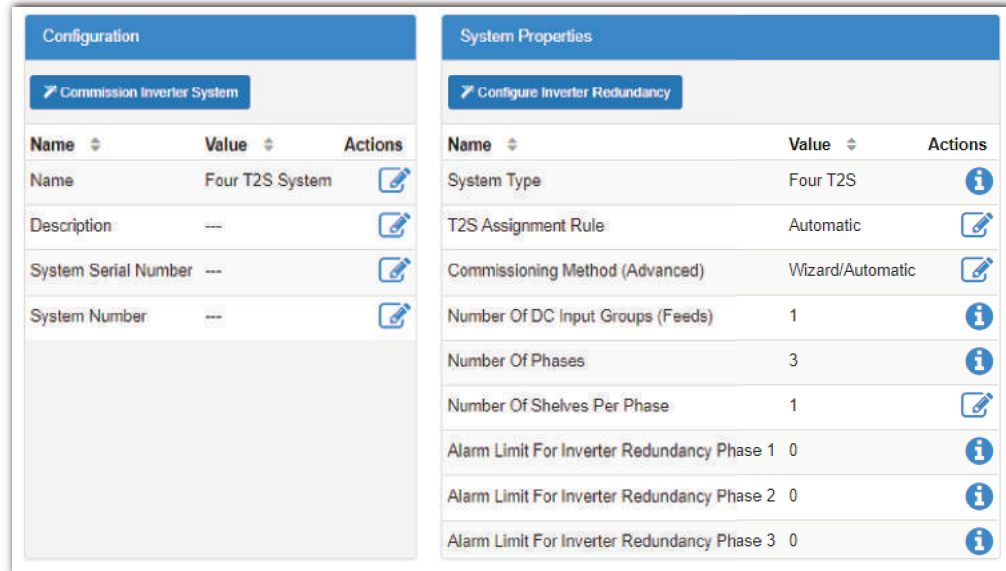 Configuration
Commission Inverter System
Name Value Actions
Name Four T2S System
Description ---
System Serial Number ---
System Number ---
System Properties
Configure Inverter Redundancy
Name Value Actions
System Type Four T2S
T2S Assignment Rule Automatic
Commissioning Method (Advanced) Wizard/Automatic
Number Of DC Input Groups (Feeds) 1
Number Of Phases 3
Number Of Shelves Per Phase 1
Alarm Limit For Inverter Redundancy Phase 1 0
Alarm Limit For Inverter Redundancy Phase 2 0
Alarm Limit For Inverter Redundancy Phase 3 0